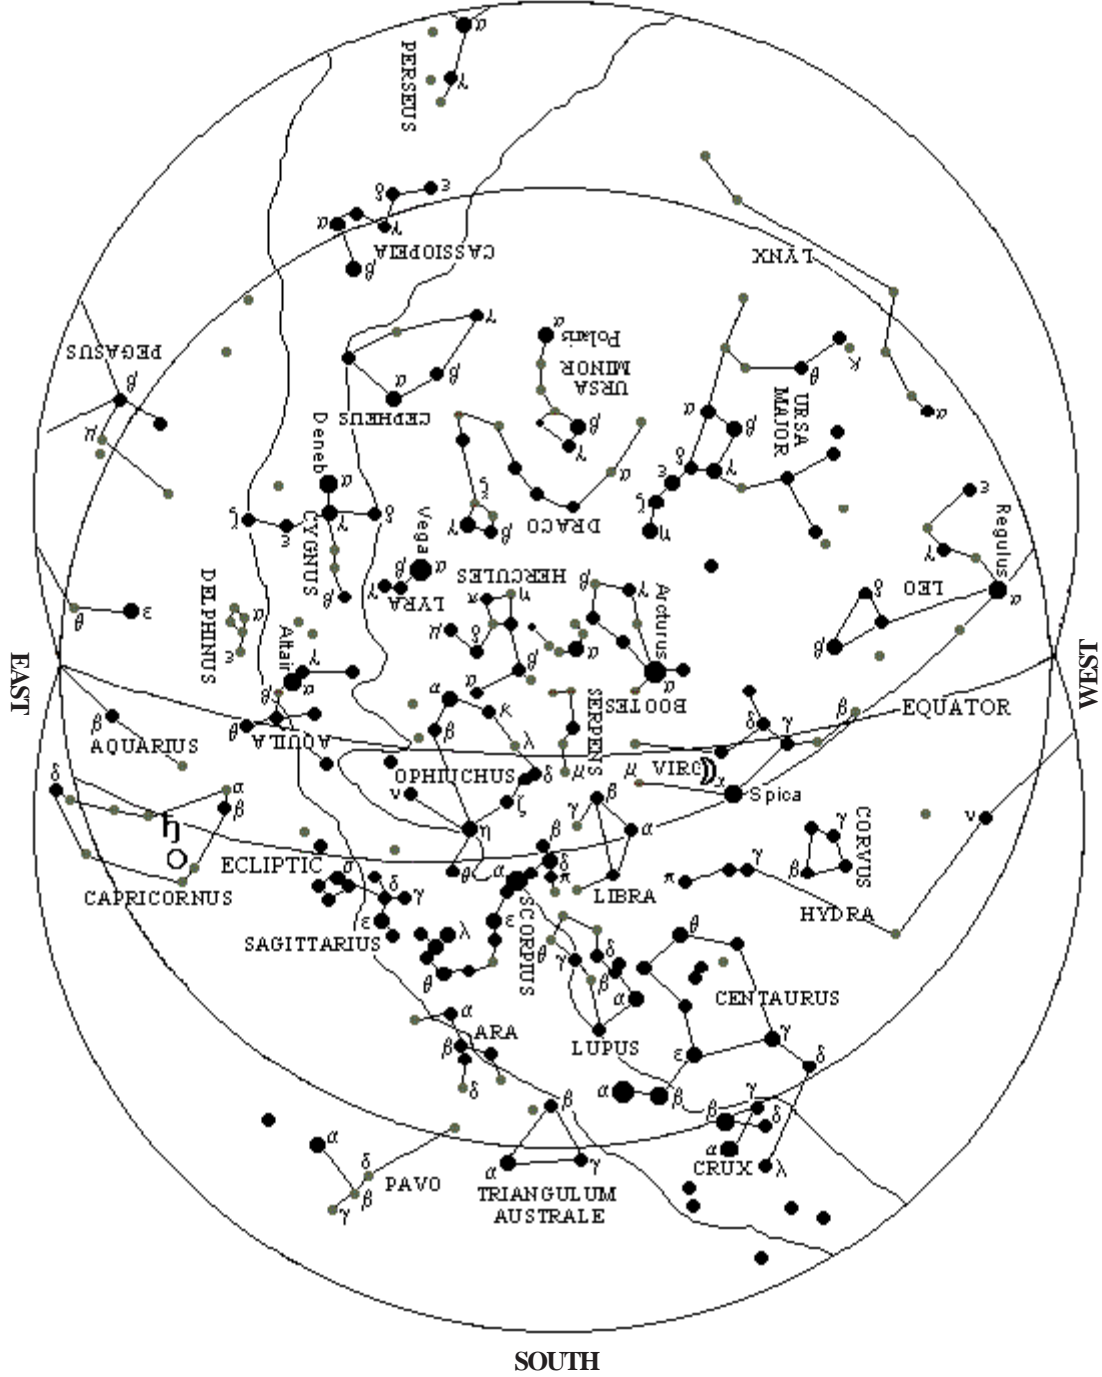 α
PERSEUS
γ
δ
ε
α
γ
CASSIOPEIA
β
LYNX
PEGASUS
β
μ
γ
α
β
CEPHEUS
α
Polaris
URSA
MINOR
β
γ
κ
θ
URSA
MAJOR
α
β
δ
γ
ε
ζ
η
α
Deneb
α
γ
δ
ε
ζ
CYGNUS
β
ξ
β
DRACO
α
Vega
α
β
γ
LYRA
HERCULES
π
η
μ
δ
β
α
ε
Regulus
γ
α
LEO
δ
β
θ
ε
DELPHINUS
α
ε
Altair
γ
α
β
θ
AQUILA
α
Arcturus
β
γ
α
BOOTES
EAST
WEST
SERPENS
μ
α
β
κ
λ
OPHIUCHUS
δ
ν
ζ
η
θ
β
AQUARIUS
EQUATOR
δ
γ
β
μ
VIRG
χ
Spica
δ
α
β
♄
CAPRICORNUS
ECLIPTIC
β
γ
α
LIBRA
ν
γ
β
CORVUS
π
γ
HYDRA
σ
δ
γ
ε
SAGITTARIUS
β
δ
α
π
ε
SCORPIUS
λ
θ
θ
γ
δ
β
α
LUPUS
θ
CENTAURUS
γ
ε
δ
α
β
α
ARA
β
δ
γ
β
δ
α
CRUX
λ
α
δ
PAVO
β
γ
β
α
γ
TRIANGULUM
AUSTRALE
SOUTH